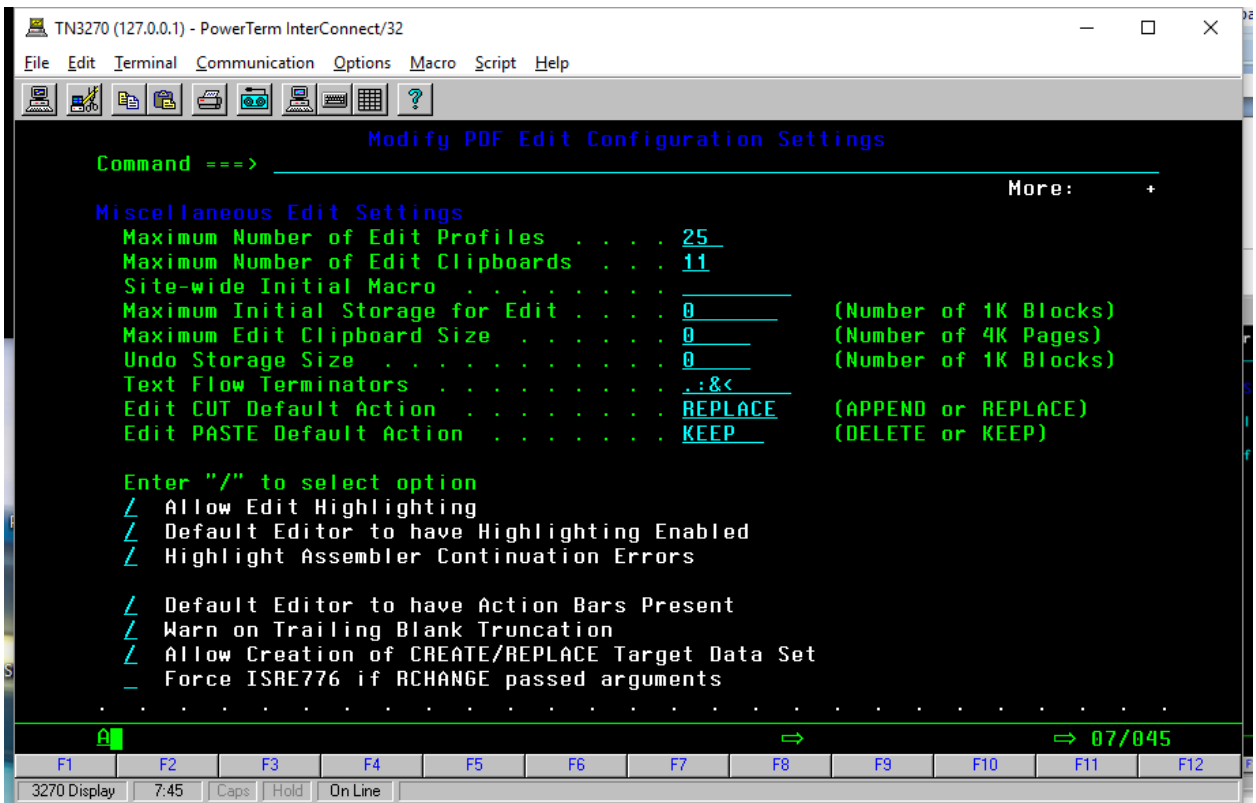 TN3270 (127.0.0.1) - PowerTerm InterConnect/32
File Edit Terminal Communication Options Macro Script Help
Modify PDF Edit Configuration Settings
Command ===>
More: +
Miscellaneous Edit Settings
Maximum Number of Edit Profiles . . . . 25
Maximum Number of Edit Clipboards . . . 11
Site-wide Initial Macro . . . . . . . .
Maximum Initial Storage for Edit . . . . 0 (Number of 1K Blocks)
Maximum Edit Clipboard Size . . . . . . 0 (Number of 4K Pages)
Undo Storage Size . . . . . . . . . . . 0 (Number of 1K Blocks)
Text Flow Terminators . . . . . . . . . .:&<
Edit CUT Default Action . . . . . . . . REPLACE (APPEND or REPLACE)
Edit PASTE Default Action . . . . . . . KEEP (DELETE or KEEP)
Enter "/" to select option
/ Allow Edit Highlighting
/ Default Editor to have Highlighting Enabled
/ Highlight Assembler Continuation Errors
/ Default Editor to have Action Bars Present
/ Warn on Trailing Blank Truncation
/ Allow Creation of CREATE/REPLACE Target Data Set
_ Force ISRE776 if RCHANGE passed arguments
. . . . . . . . . . . . . . . . . . . . . . . . . . .
A ⇨ ⇨ 07/045
F1 F2 F3 F4 F5 F6 F7 F8 F9 F10 F11 F12
3270 Display 7:45 Caps Hold On Line